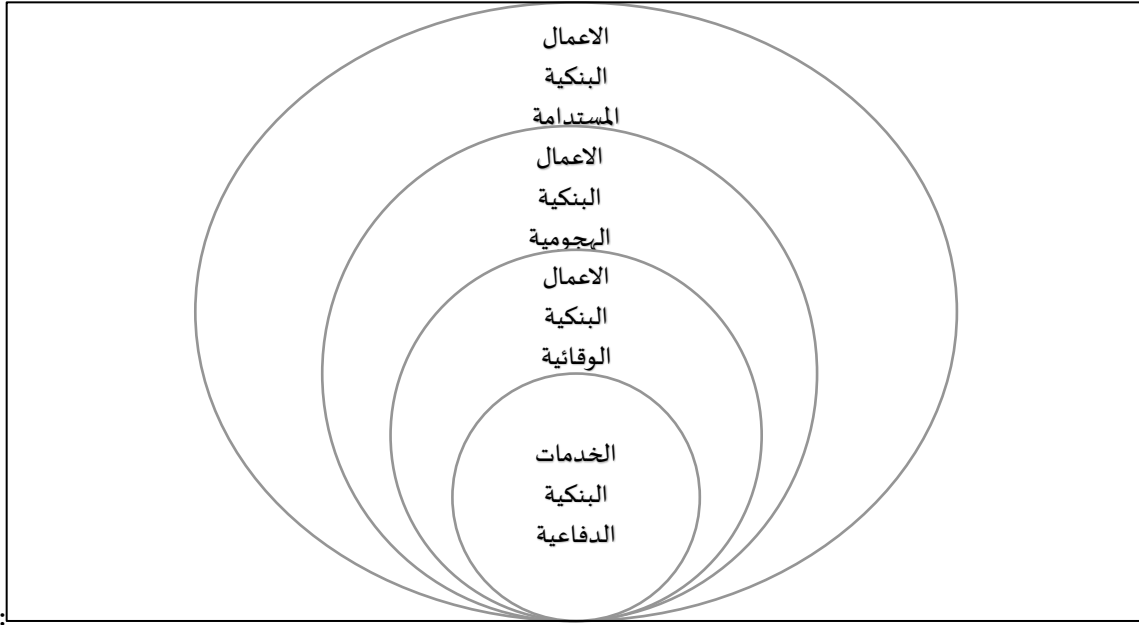 الاعمال
البنكية
المستدامة
الاعمال
البنكية
الهجومية
الاعمال
البنكية
الوقائية
الخدمات
البنكية
الدفاعية
: